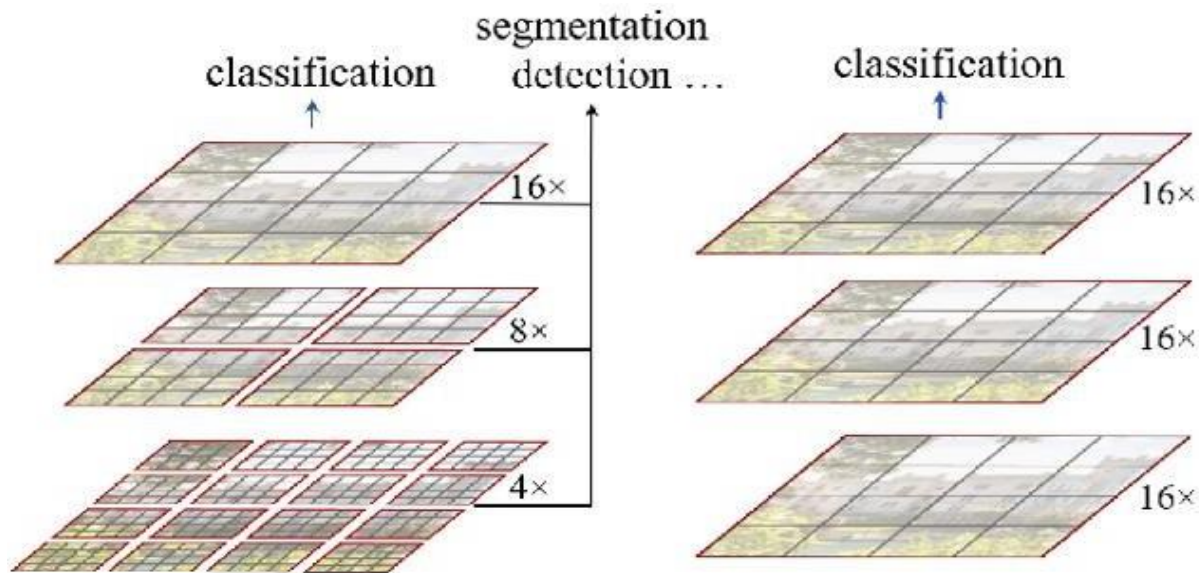 segmentation
classification
detection ...
classification
16×
8×
4×
16×
16×
16×